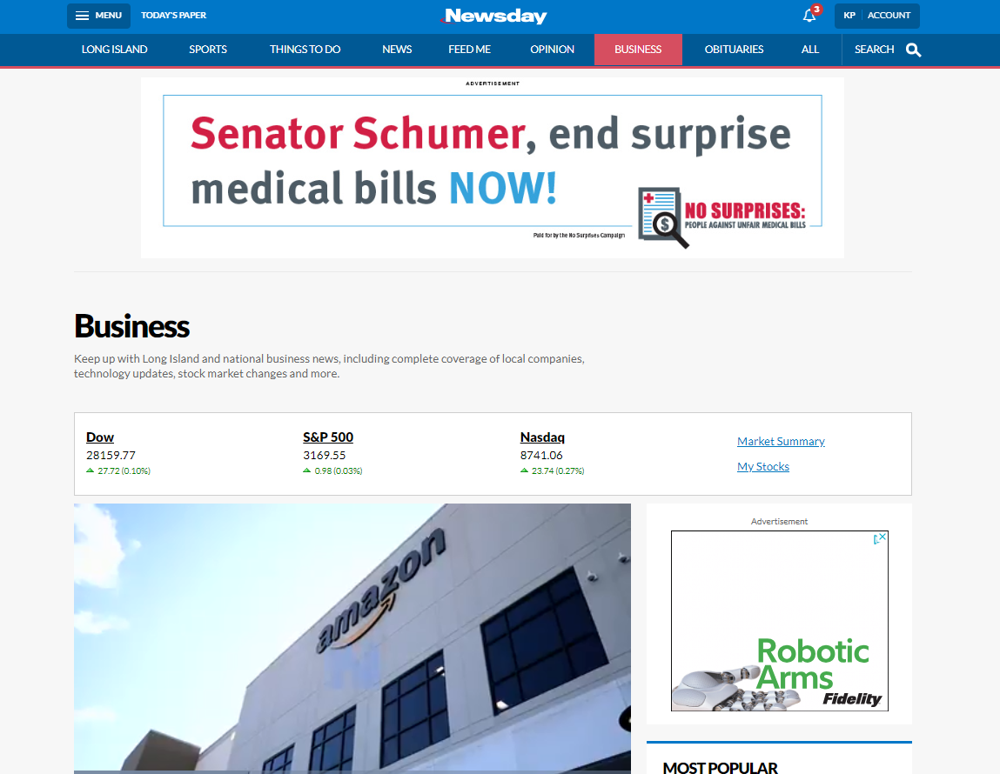 MENU
TODAY'S PAPER
Newsday
3
KP
ACCOUNT
LONG ISLAND
SPORTS
THINGS TO DO
NEWS
FEED ME
OPINION
BUSINESS
OBITUARIES
ALL
SEARCH
ADVERTISEMENT
Senator Schumer, end surprise
medical bills NOW!
$
NO SURPRISES:
PEOPLE AGAINST UNFAIR MEDICAL BILLS
Paid for by the No Surprises Campaign
Business
Keep up with Long Island and national business news, including complete coverage of local companies,
technology updates, stock market changes and more.
Dow
28159.77
27.72 (0.10%)
S&P 500
3169.55
0.98 (0.03%)
Nasdaq
8741.06
23.74 (0.27%)
Market Summary
My Stocks
amazon
Advertisement
Robotic
Arms
Fidelity
MOST POPULAR